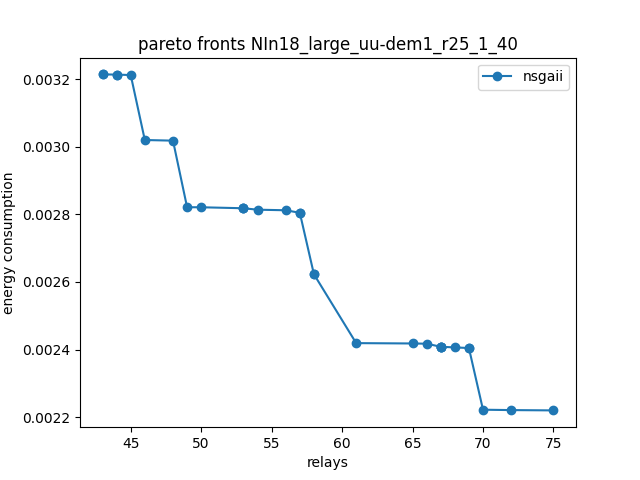 pareto fronts NIn18_large_uu-dem1_r25_1_40
nsgaii
energy consumption
0.0032
0.0030
0.0028
0.0026
0.0024
0.0022
45 50 55 60 65 70 75
relays